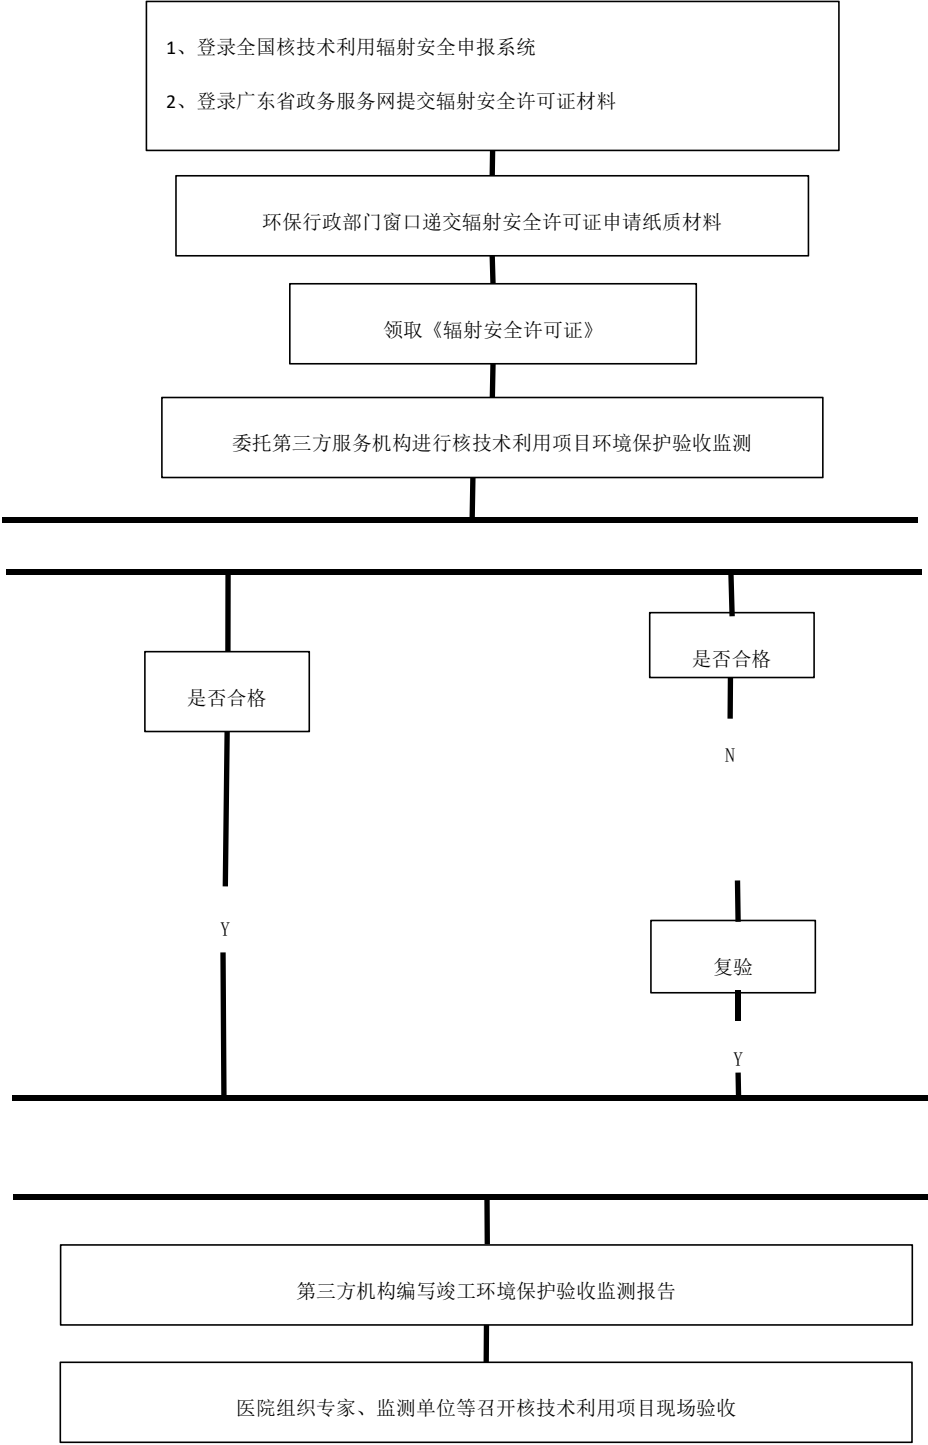 1、登录全国核技术利用辐射安全申报系统
2、登录广东省政务服务网提交辐射安全许可证材料
环保行政部门窗口递交辐射安全许可证申请纸质材料
领取《辐射安全许可证》
委托第三方服务机构进行核技术利用项目环境保护验收监测
是否合格
是否合格
N
Y
复验
Y
第三方机构编写竣工环境保护验收监测报告
医院组织专家、监测单位等召开核技术利用项目现场验收